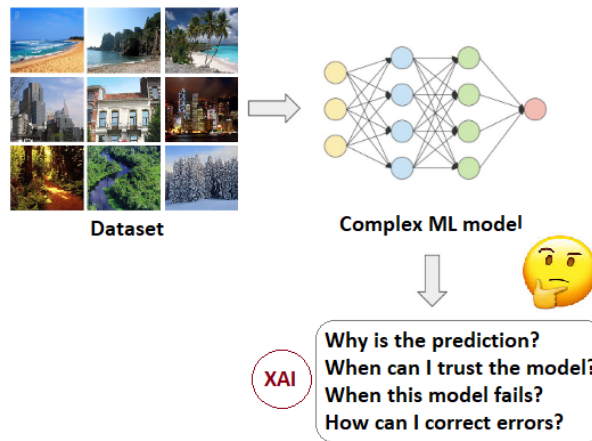 Dataset
Complex ML model
XAI
Why is the prediction?
When can I trust the model?
When this model fails?
How can I correct errors?